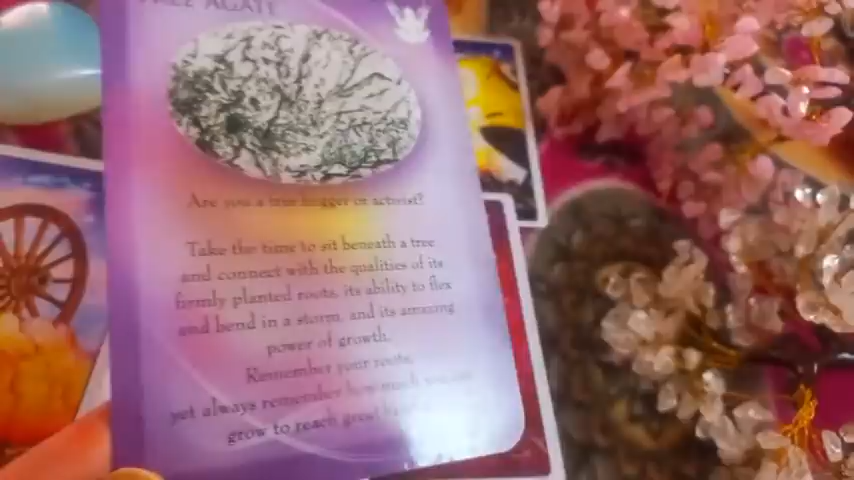 TREE AGATE
Are you a tree hugger or activist?
Take the time to sit beneath a tree
and connect with the qualities of its
firmly planted roots, its ability to flex
and bend in a storm, and its amazing
power of growth.
Remember your roots,
yet always remember how much you can
grow to reach great